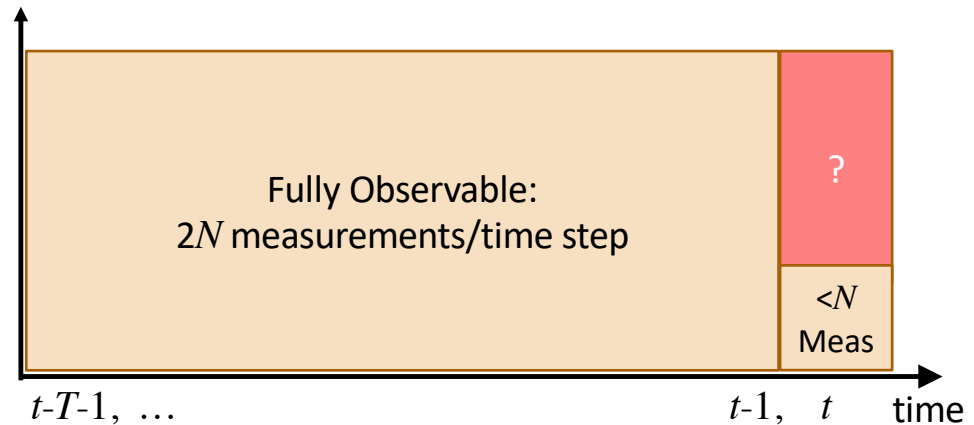 Fully Observable:
2N measurements/time step
?
<N
Meas
t-T-1, …
t-1, t time